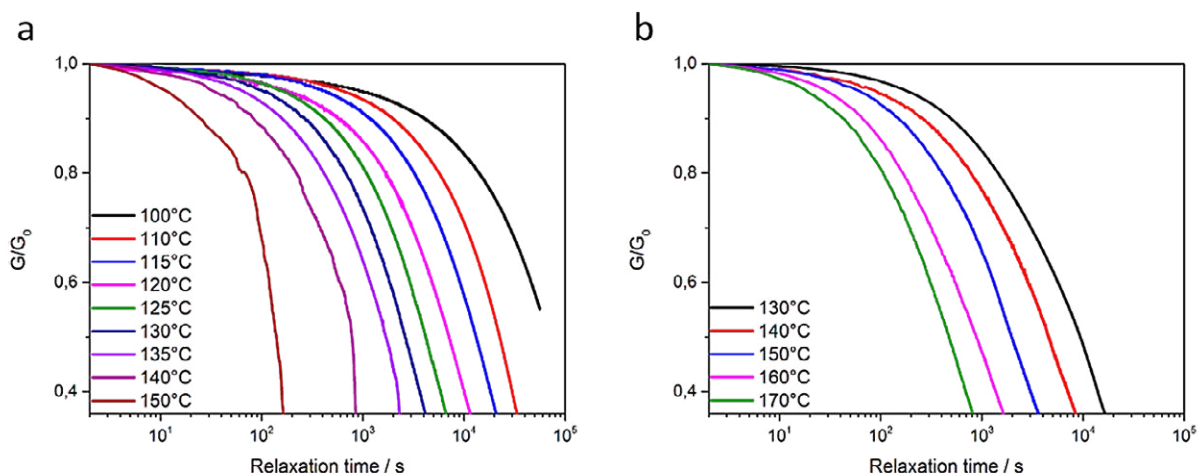 a
1,0
0,8
0,6
0,4
G/G₀
100°C
110°C
115°C
120°C
125°C
130°C
135°C
140°C
150°C
10¹ 10² 10³ 10⁴ 10⁵
Relaxation time / s
b
1,0
0,8
0,6
0,4
G/G₀
130°C
140°C
150°C
160°C
170°C
10¹ 10² 10³ 10⁴ 10⁵
Relaxation time / s